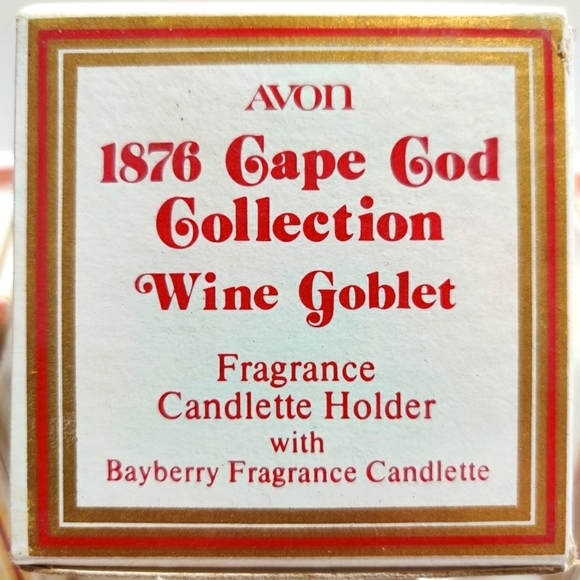 AVON
1876 Cape Cod
Collection
Wine Goblet
Fragrance
Candlette Holder
with
Bayberry Fragrance Candlette